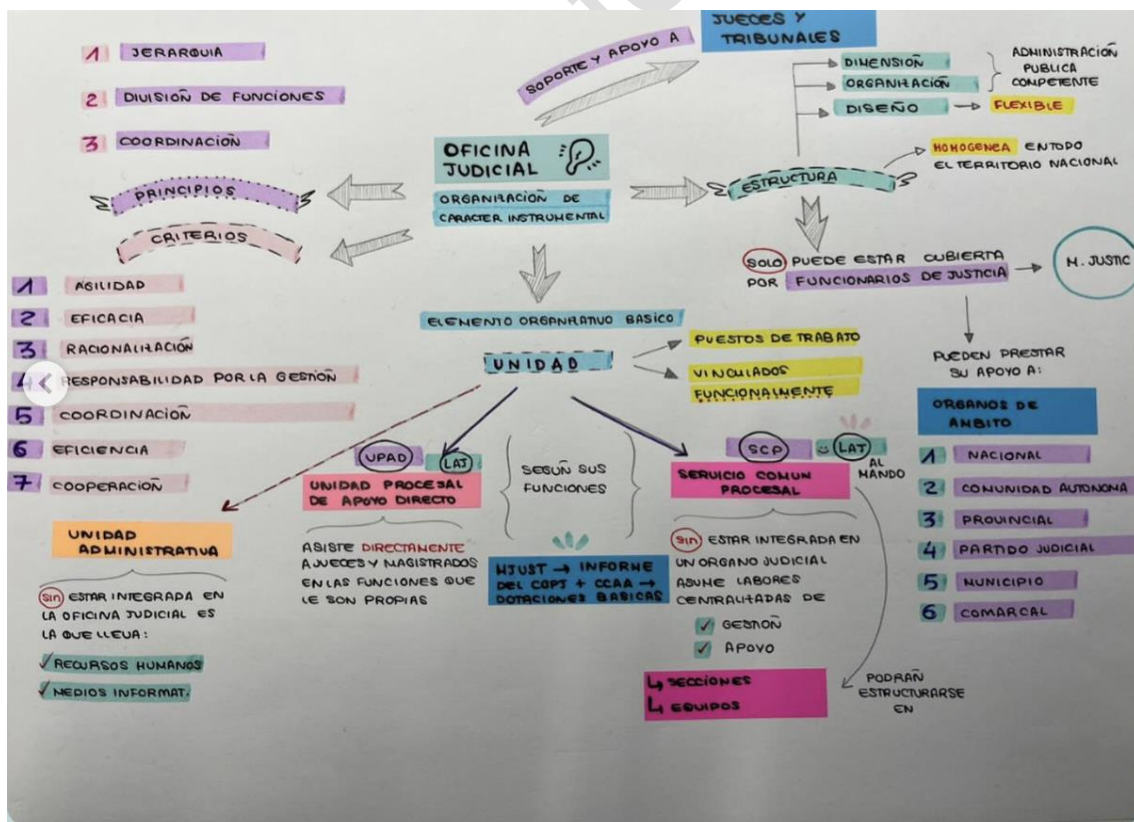 JUECES Y
TRIBUNALES
SOPORTE Y APOYO A
1 JERARQUIA
2 DIVISIÓN DE FUNCIONES
3 COORDINACIÓN
PRINCIPIOS
CRITERIOS
OFICINA
JUDICIAL
ORGANIZACIÓN DE
CARACTER INSTRUMENTAL
DIMENSIÓN
ORGANIZACIÓN
DISEÑO
FLEXIBLE
ADMINISTRACIÓN
PUBLICA
COMPETENTE
HOMOGENEA EN TODO
EL TERRITORIO NACIONAL
ESTRUCTURA
SOLO PUEDE ESTAR CUBIERTA
POR FUNCIONARIOS DE JUSTICIA
M. JUSTIC
1 AGILIDAD
2 EFICACIA
3 RACIONALIZACIÓN
4 RESPONSABILIDAD POR LA GESTIÓN
5 COORDINACIÓN
6 EFICIENCIA
7 COOPERACIÓN
ELEMENTO ORGANIZATIVO BASICO
UNIDAD
PUESTOS DE TRABAJO
VINCULADOS
FUNCIONALMENTE
PUEDEN PRESTAR
SU APOYO A:
ORGANOS DE
AMBITO
1 NACIONAL
2 COMUNIDAD AUTONOMA
3 PROVINCIAL
4 PARTIDO JUDICIAL
5 MUNICIPIO
6 COMARCAL
UNIDAD
ADMINISTRATIVA
Sin ESTAR INTEGRADA EN
LA OFICINA JUDICIAL ES
LA QUE LLEVA:
✓ RECURSOS HUMANOS
✓ MEDIOS INFORMAT.
UPAD LAJ
UNIDAD PROCESAL
DE APOYO DIRECTO
ASISTE DIRECTAMENTE
A JUECES Y MAGISTRADOS
EN LAS FUNCIONES QUE
LE SON PROPIAS
SEGÚN SUS
FUNCIONES
MJUST → INFORME
DEL CGPJ + CCAA →
DOTACIONES BASICAS
SCP LAJ
AL
MANDO
SERVICIO COMUN
PROCESAL
Sin ESTAR INTEGRADA EN
UN ORGANO JUDICIAL
ASUME LABORES
CENTRALIZADAS DE
✓ GESTIÓN
✓ APOYO
↳ SECCIONES
↳ EQUIPOS
PODRÁN
ESTRUCTURARSE
EN